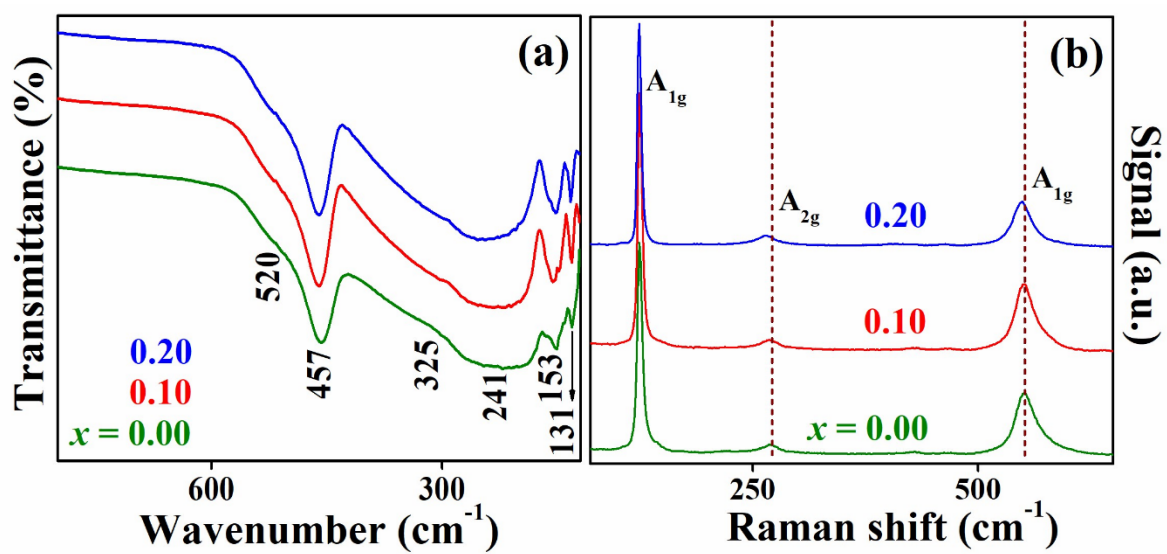 Transmittance (%)
(a)
520
457
325
241
153
131
0.20
0.10
x = 0.00
600
300
Wavenumber (cm-1)
(b)
A1g
A2g
A1g
0.20
0.10
x = 0.00
250
500
Raman shift (cm-1)
Signal (a.u.)